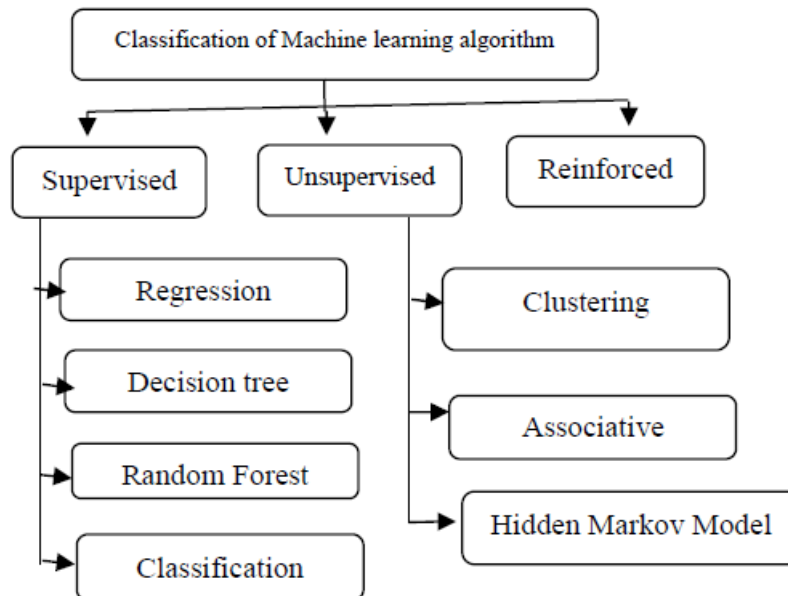 Classification of Machine learning algorithm
Supervised
Unsupervised
Reinforced
Regression
Decision tree
Random Forest
Classification
Clustering
Associative
Hidden Markov Model